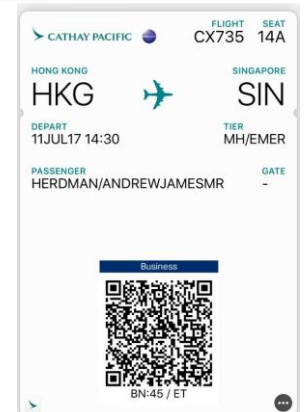 CATHAY PACIFIC
FLIGHT SEAT
CX735 14A
HONG KONG SINGAPORE
HKG SIN
DEPART TIER
11JUL17 14:30 MH/EMER
PASSENGER GATE
HERDMAN/ANDREWJAMESMR -
Business
BN:45 / ET